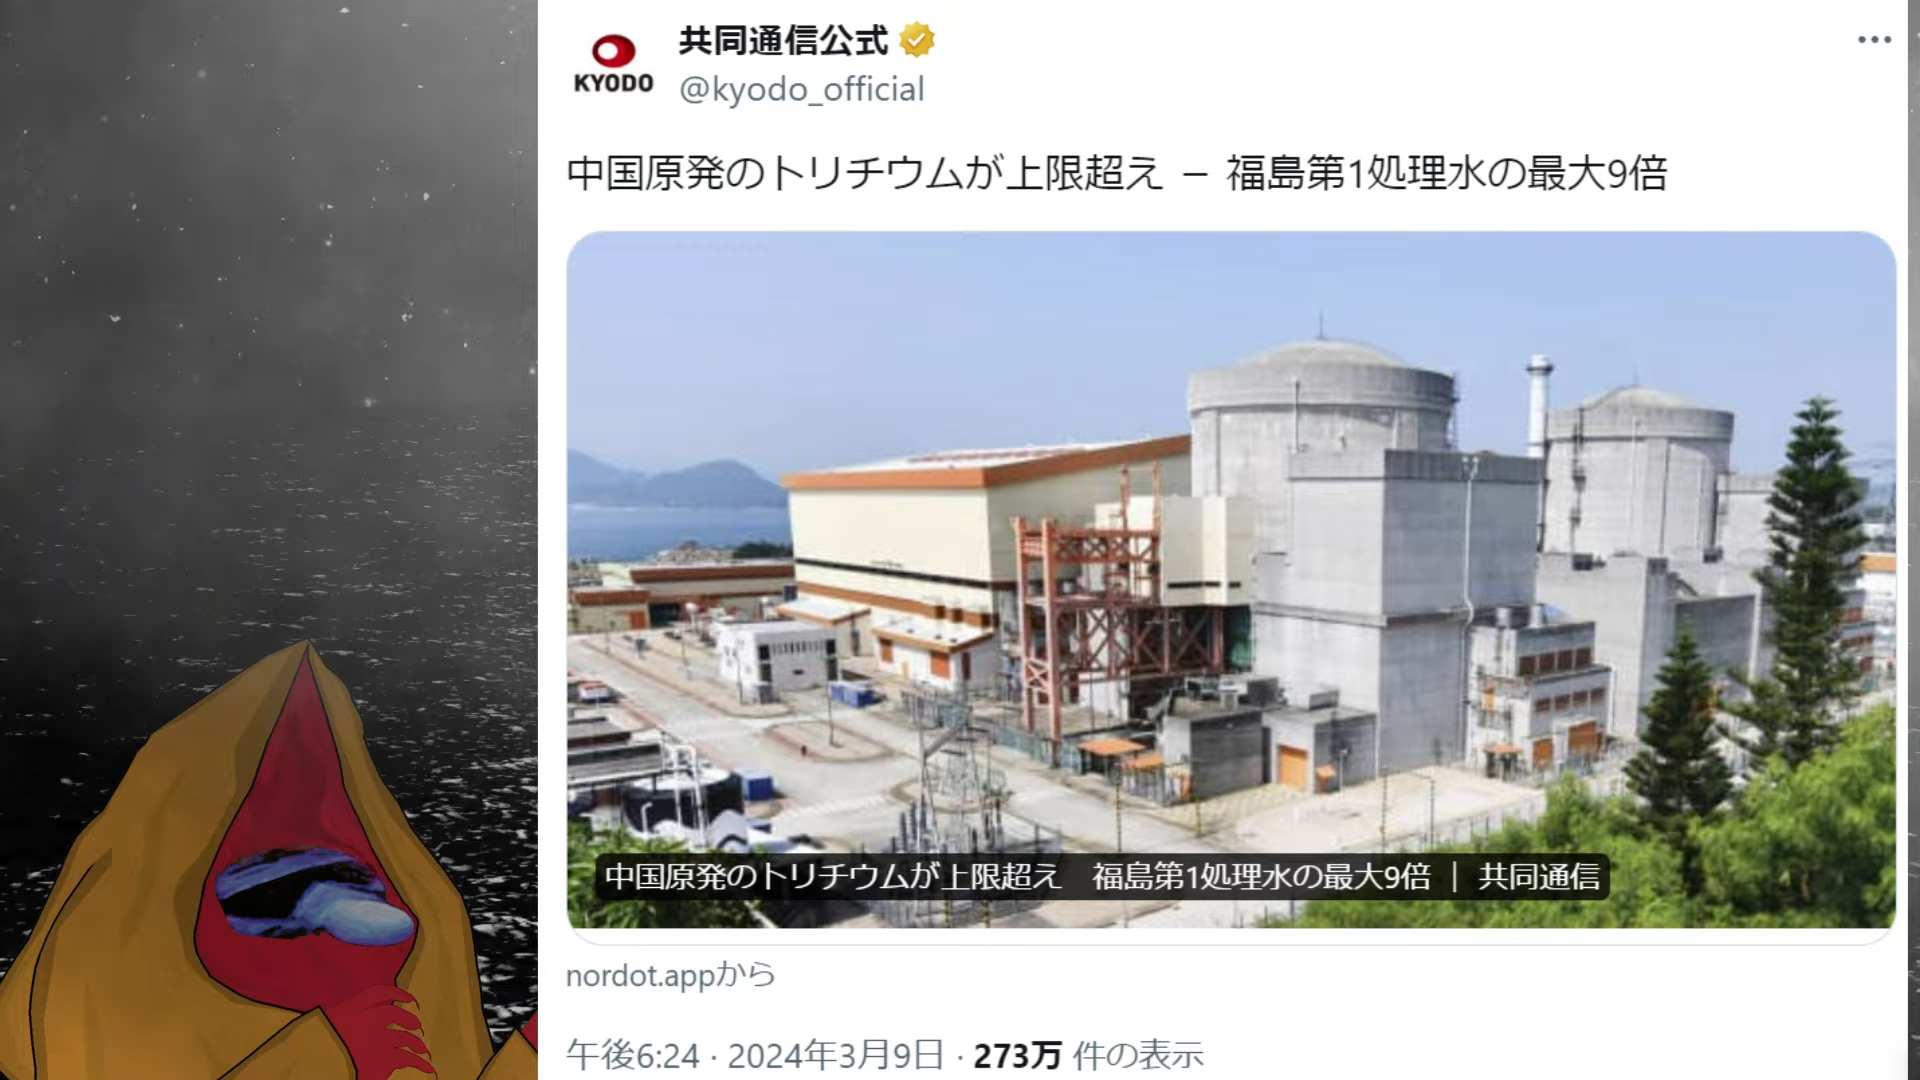 共同通信公式
KYODO
@kyodo_official
中国原発のトリチウムが上限超え － 福島第1処理水の最大9倍
中国原発のトリチウムが上限超え　福島第1処理水の最大9倍 ｜ 共同通信
nordot.appから
午後6:24 · 2024年3月9日 · 273万 件の表示